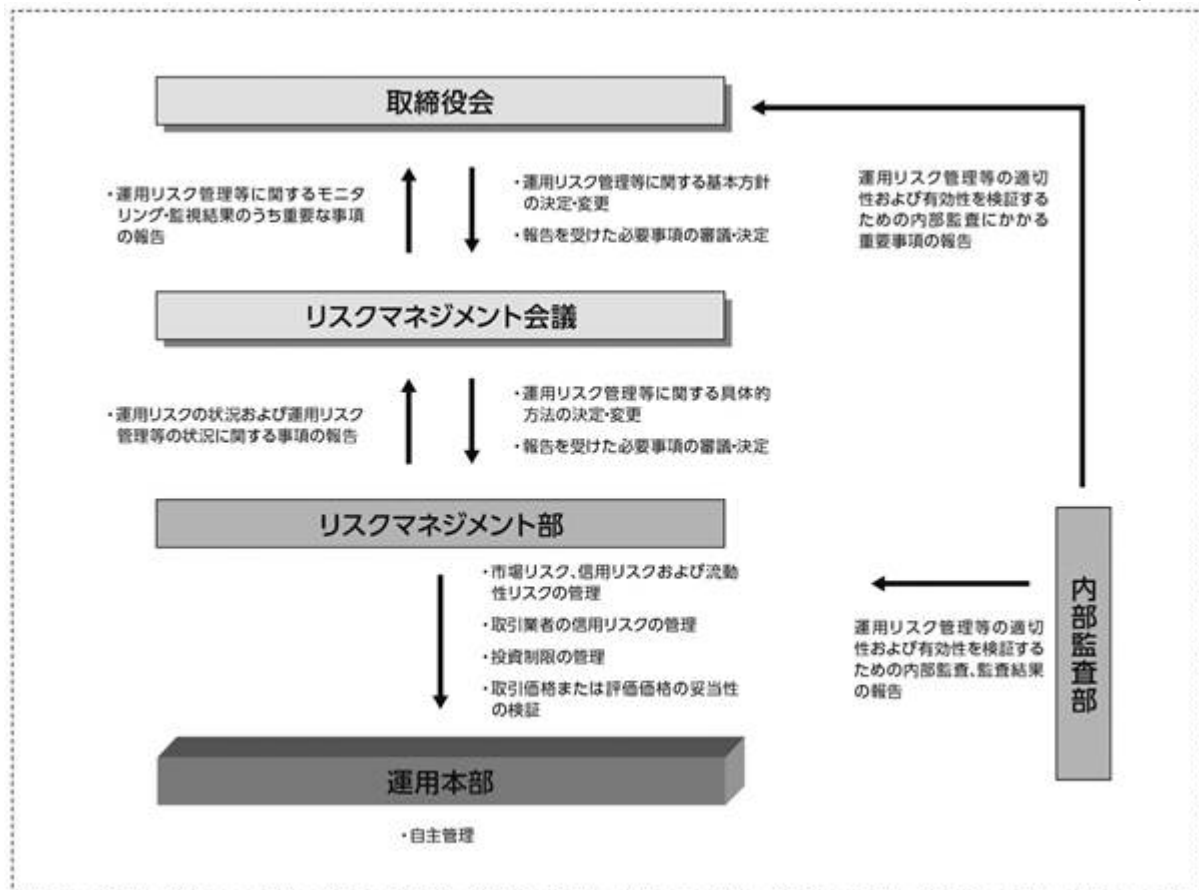 取締役会
・運用リスク管理等に関するモニタ
リング・監視結果のうち重要な事項
の報告
・運用リスク管理等に関する基本方針
の決定・変更
・報告を受けた必要事項の審議・決定
運用リスク管理等の適切
性および有効性を検証する
ための内部監査にかかる
重要事項の報告
リスクマネジメント会議
・運用リスクの状況および運用リスク
管理等の状況に関する事項の報告
・運用リスク管理等に関する具体的
方法の決定・変更
・報告を受けた必要事項の審議・決定
リスクマネジメント部
・市場リスク、信用リスクおよび流動
性リスクの管理
・取引業者の信用リスクの管理
・投資制限の管理
・取引価格または評価価格の妥当性
の検証
運用リスク管理等の適切
性および有効性を検証する
ための内部監査、監査結果
の報告
内部監査部
運用本部
・自主管理